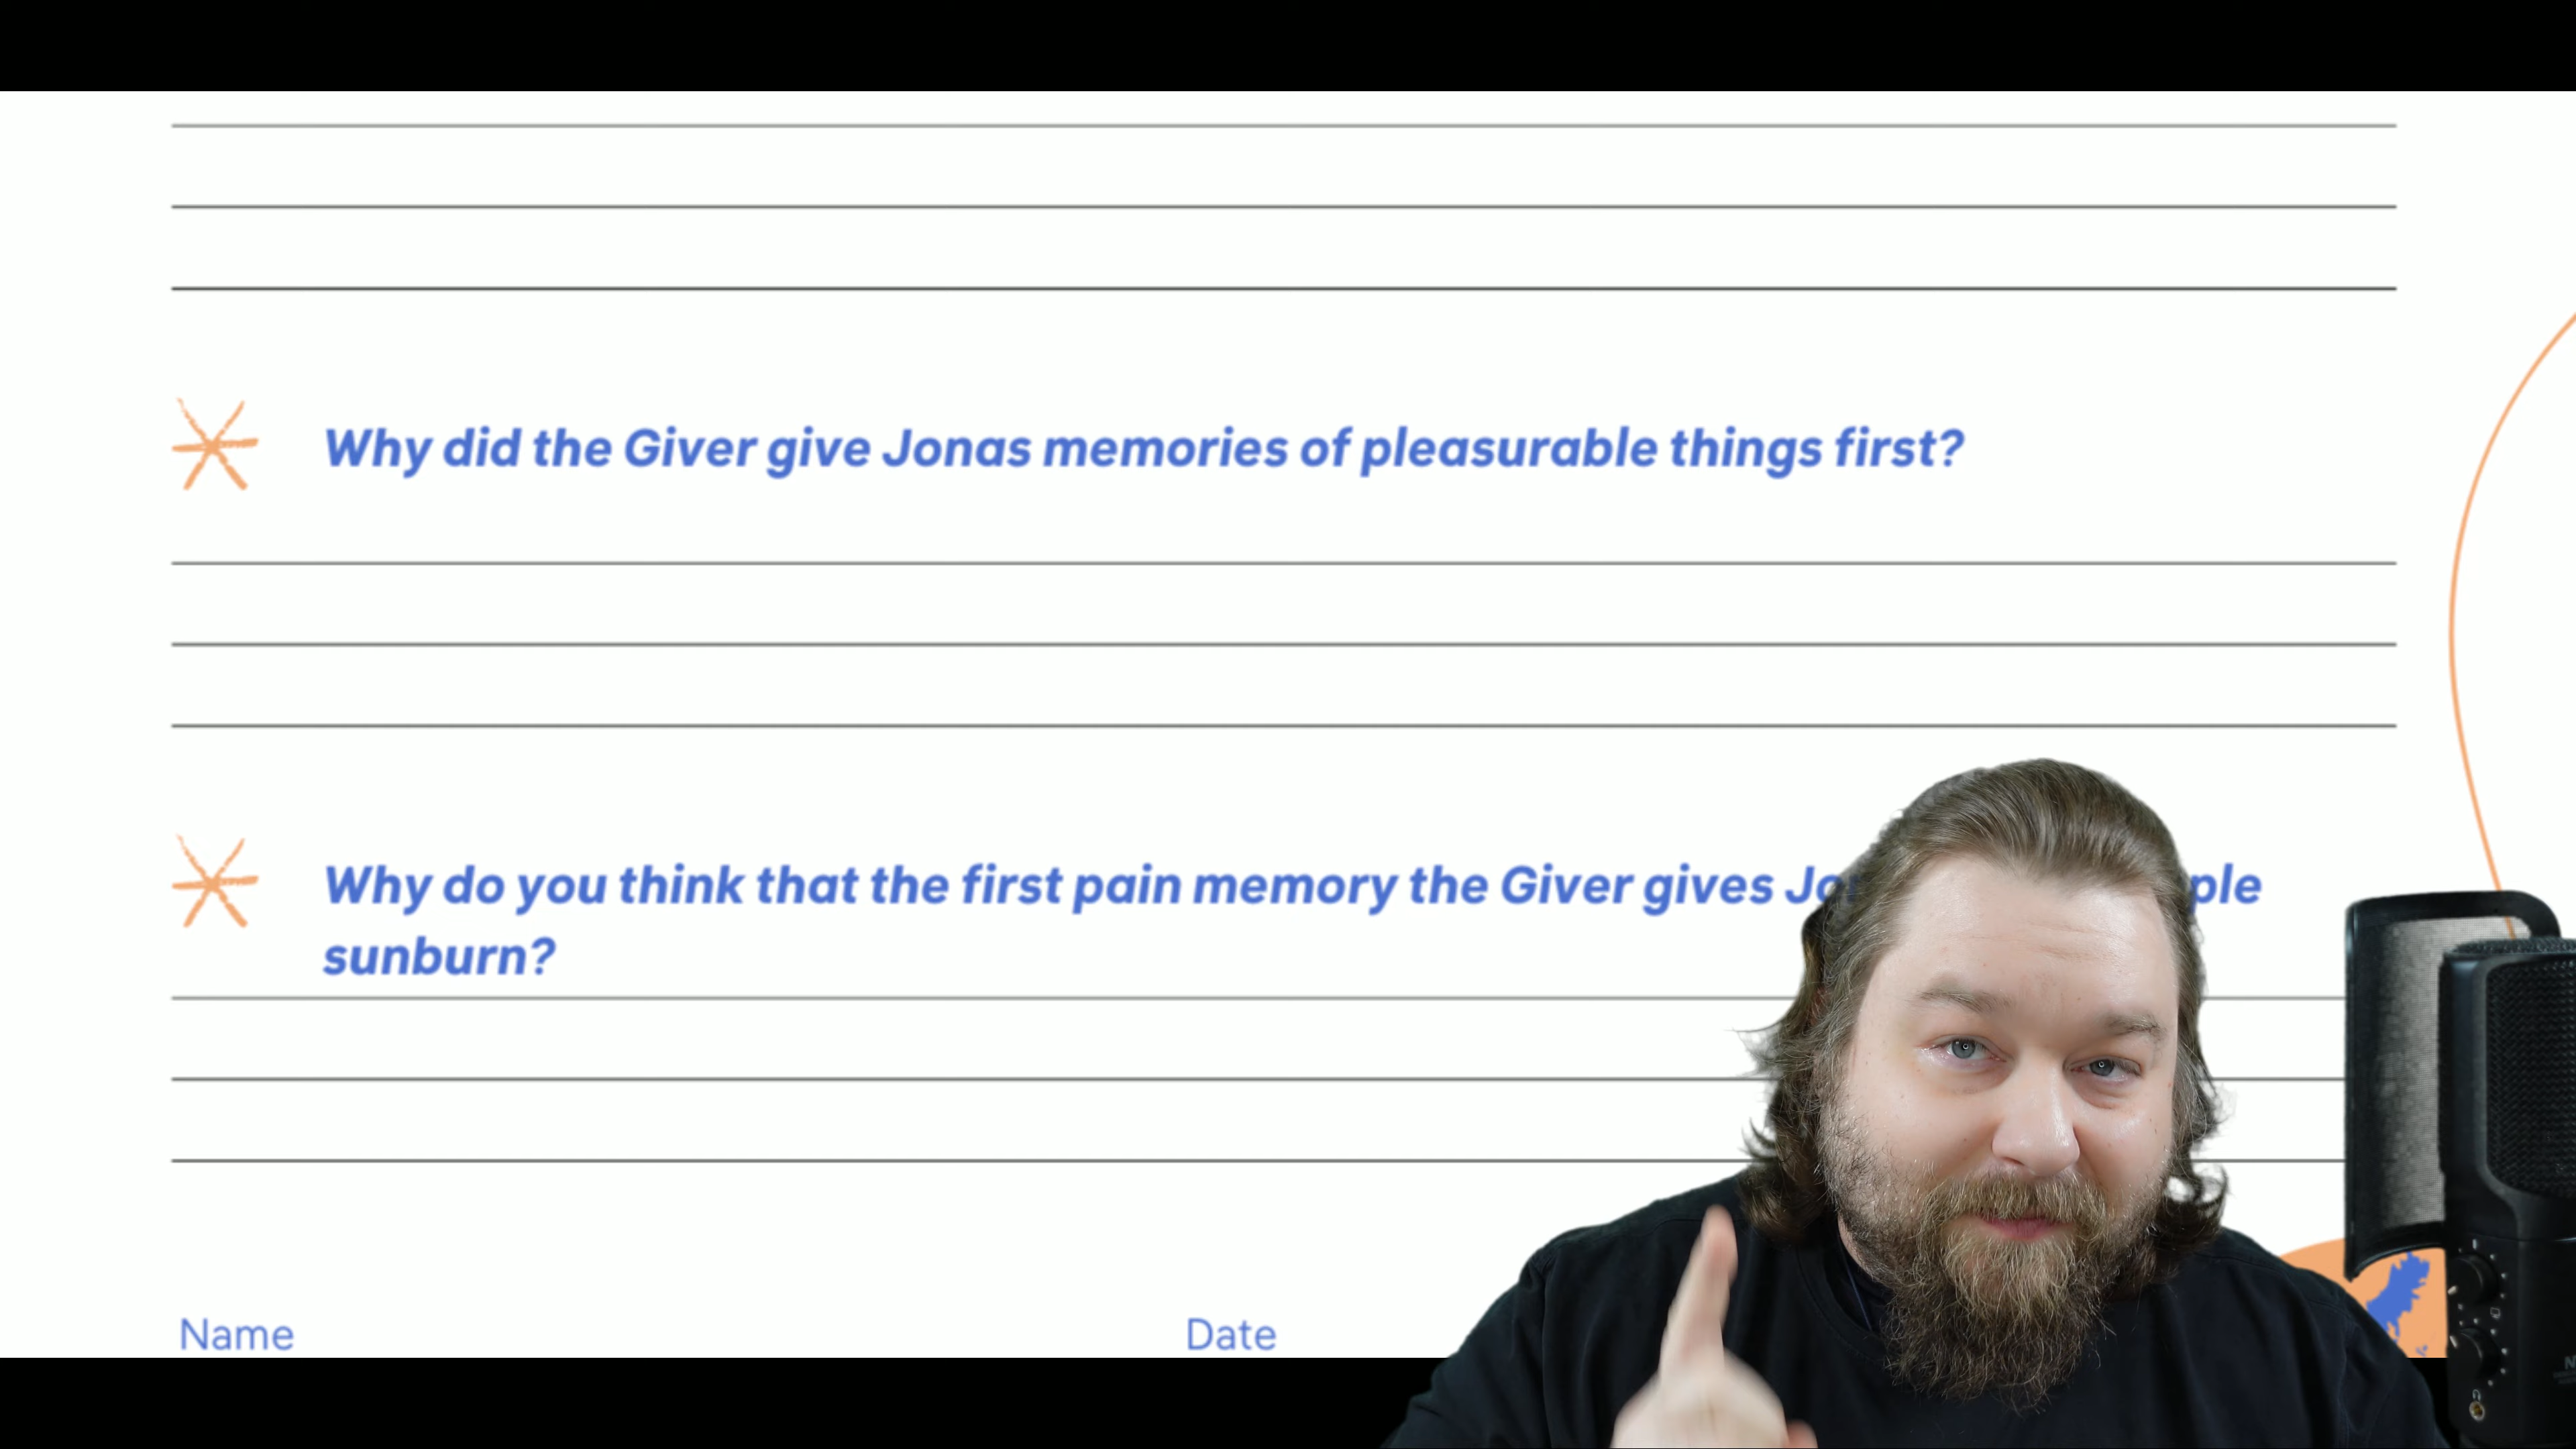 Why did the Giver give Jonas memories of pleasurable things first?
Why do you think that the first pain memory the Giver gives
sunburn?
Name
Date